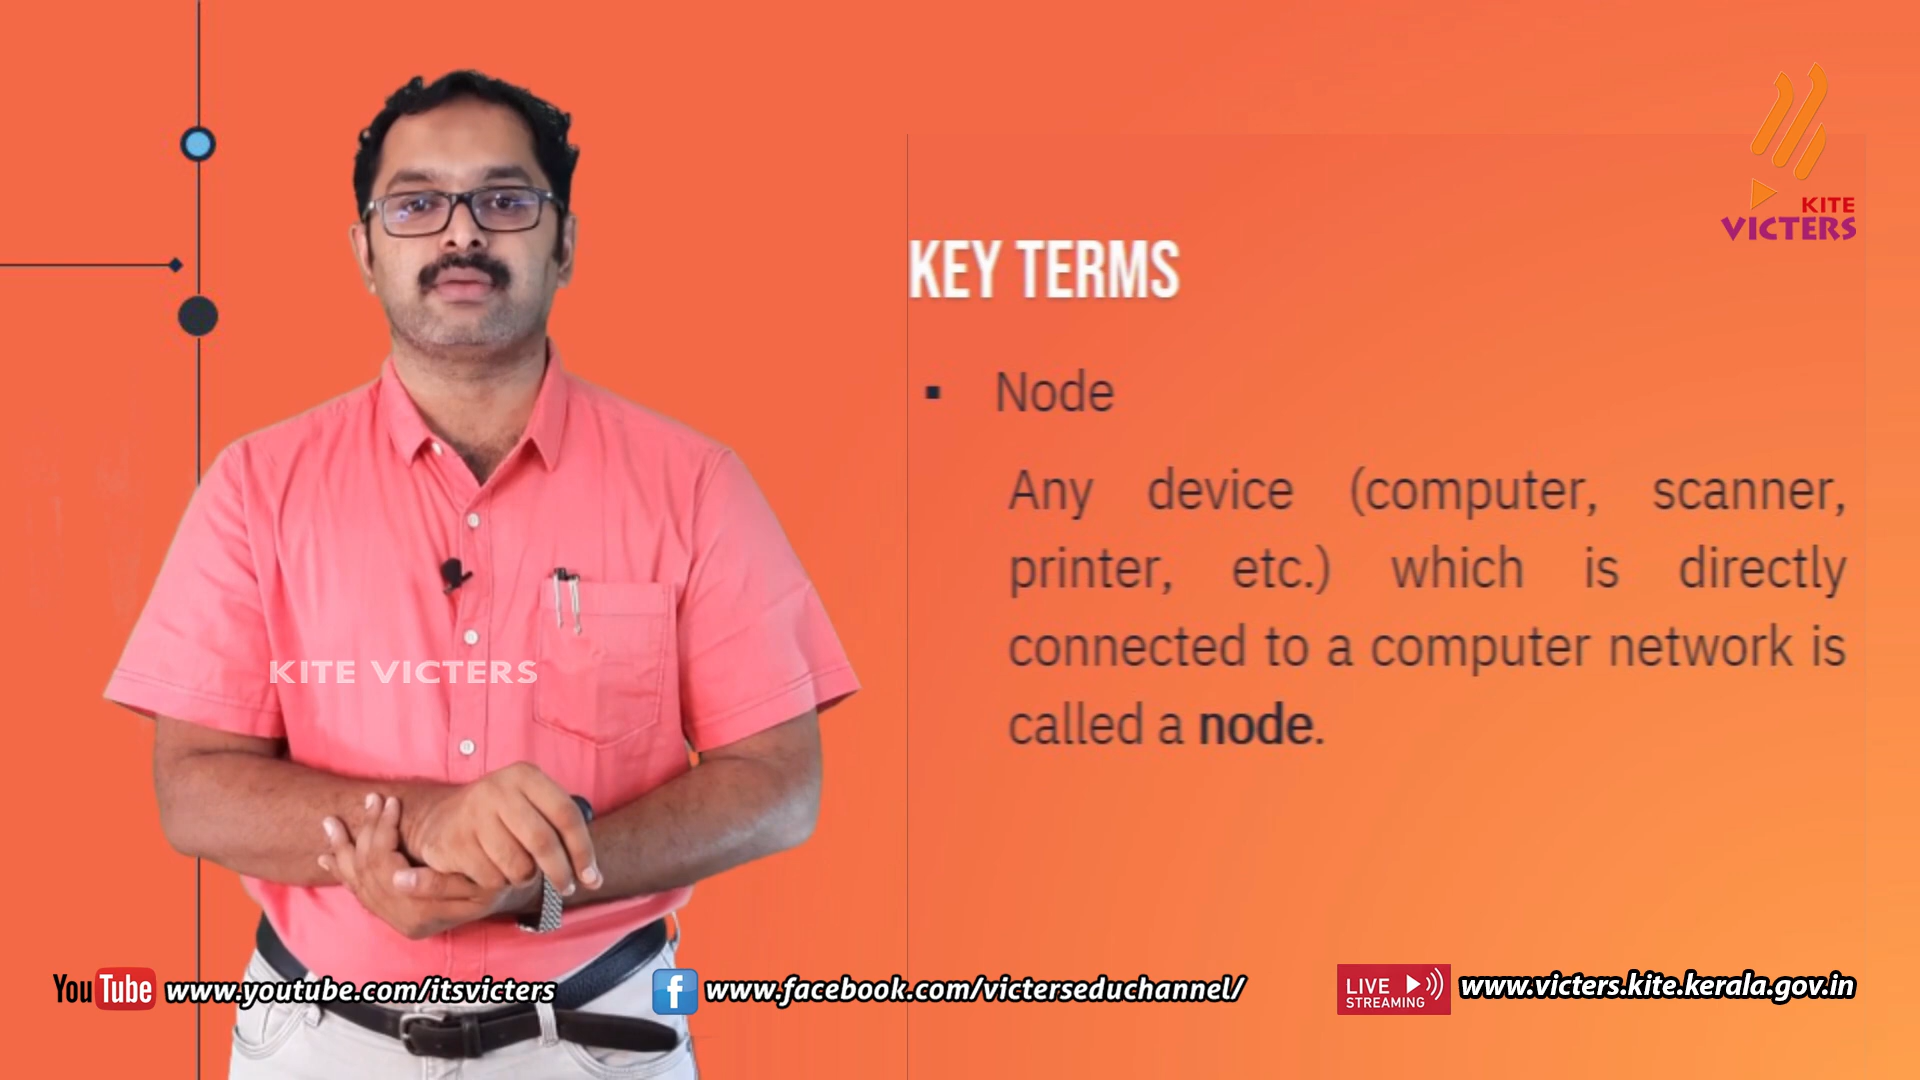 KITE
VICTERS
KEY TERMS
▪ Node
Any device (computer, scanner,
printer, etc.) which is directly
connected to a computer network is
called a node.
KITE VICTERS
YouTube www.youtube.com/itsvicters
f www.facebook.com/victerseduchannel/
LIVE
STREAMING
www.victers.kite.kerala.gov.in